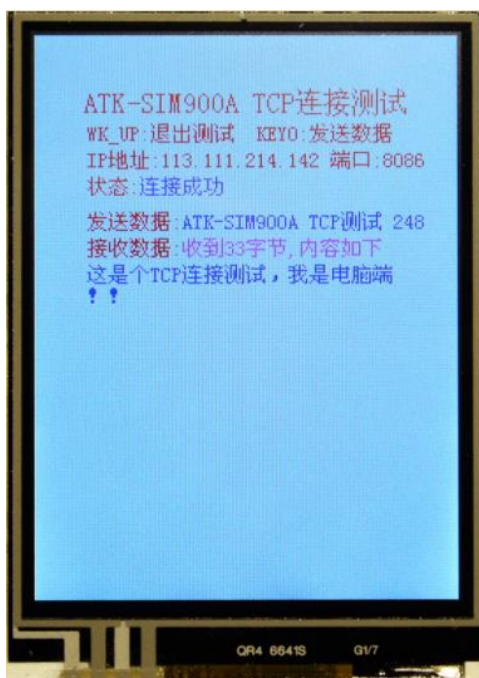 ATK-SIM900A TCP连接测试
WK_UP:退出测试 KEY0:发送数据
IP地址:113.111.214.142 端口:8086
状态:连接成功
发送数据:ATK-SIM900A TCP测试 248
接收数据:收到33字节,内容如下
这是个TCP连接测试，我是电脑端
！！
QR4 6641S G1/7